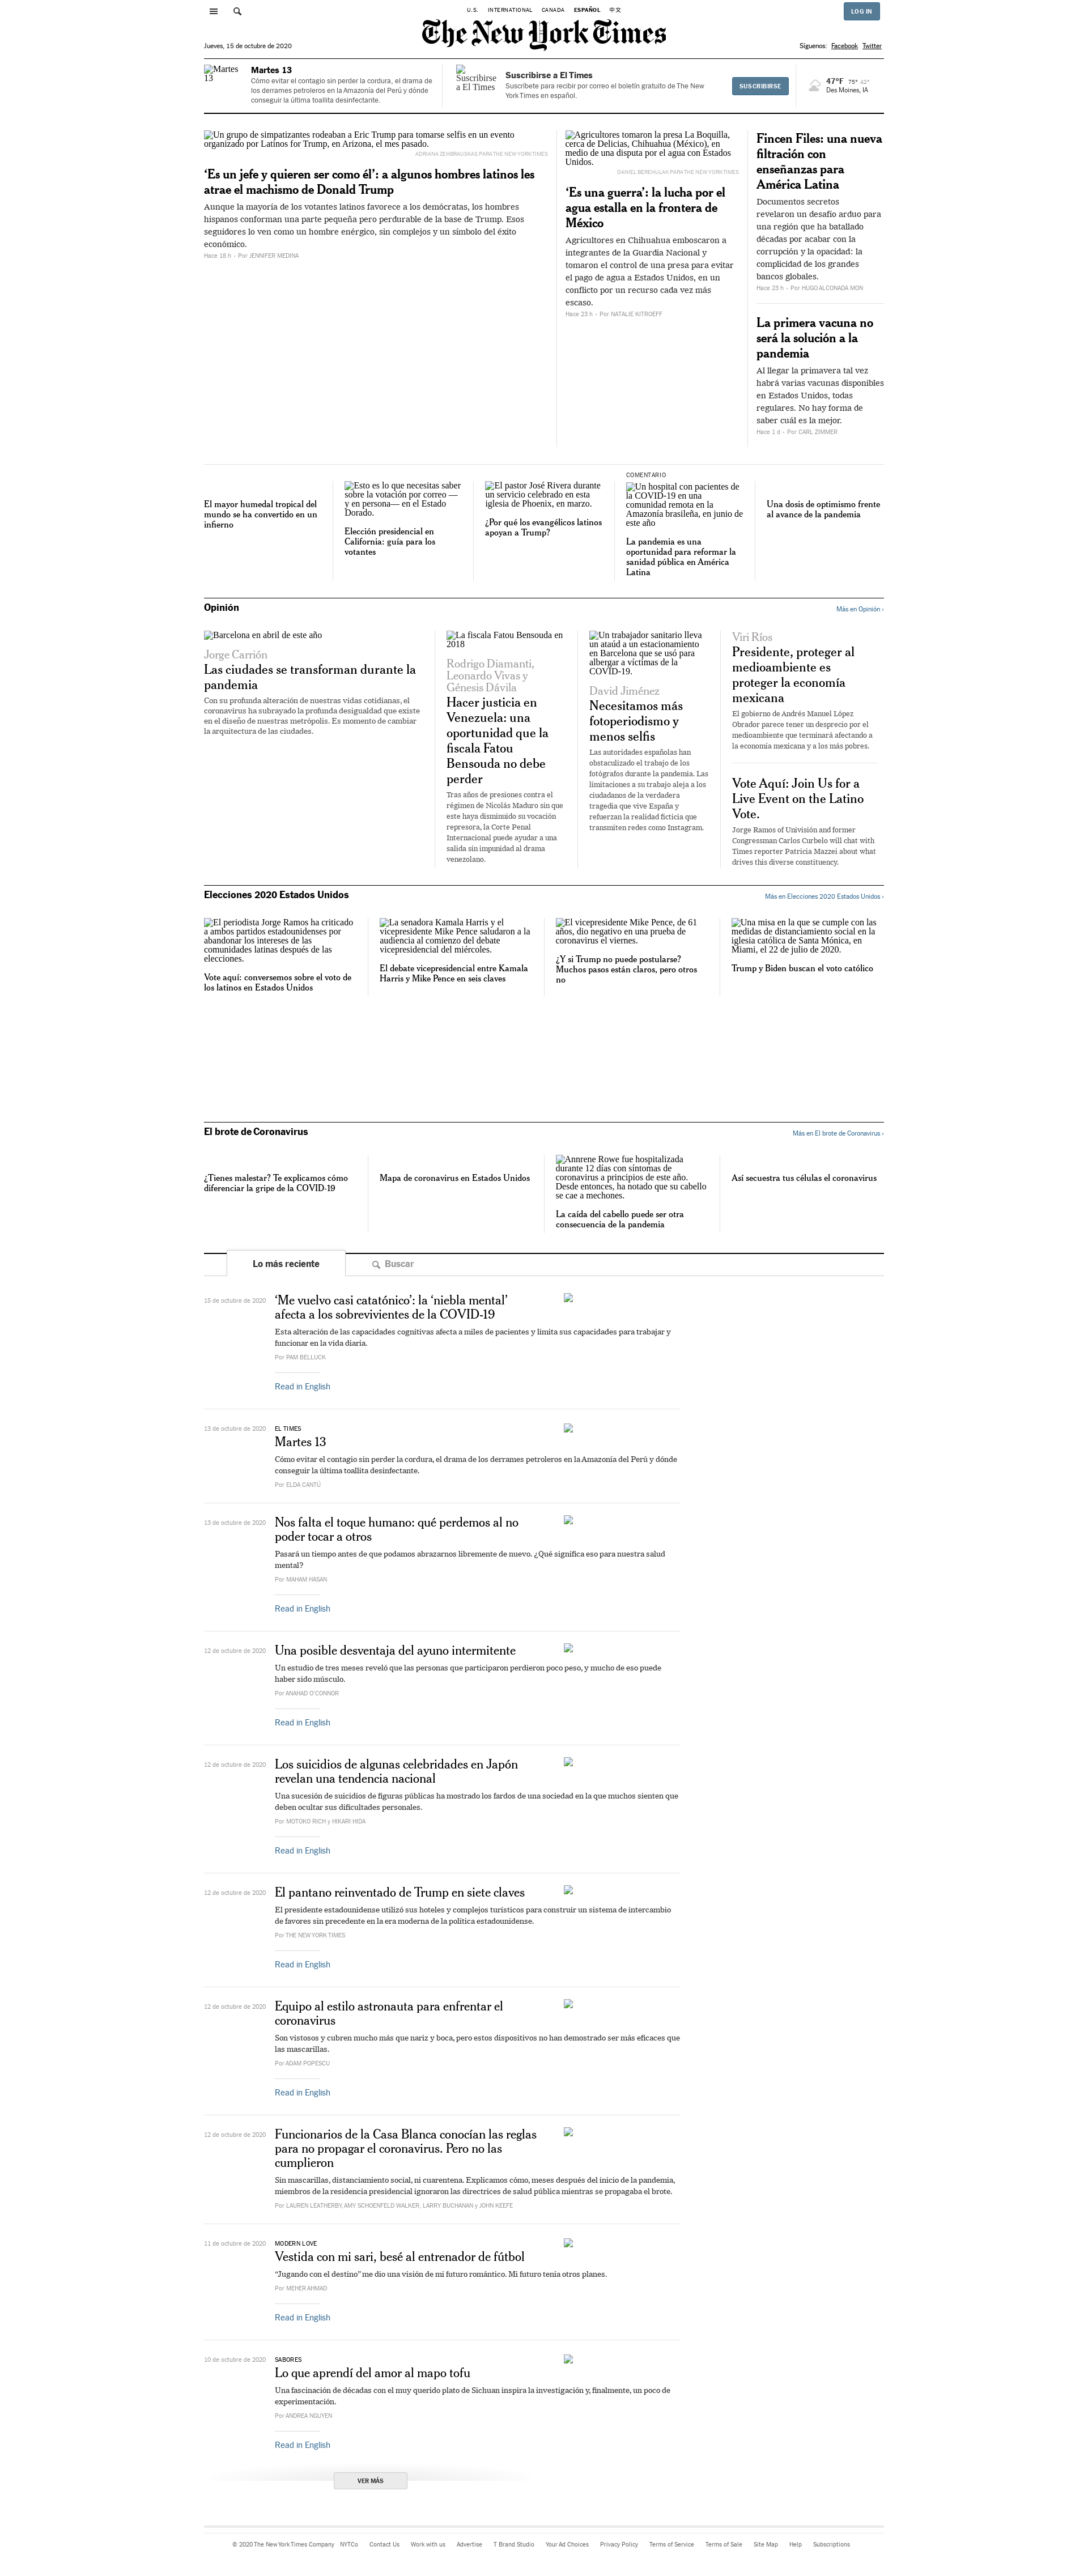 U.S.
INTERNATIONAL
CANADA
ESPAÑOL
中文
LOG IN
The New York Times
Jueves, 15 de octubre de 2020
Síguenos:
Facebook
Twitter
Martes
13
Martes 13
Cómo evitar el contagio sin perder la cordura, el drama de
los derrames petroleros en la Amazonía del Perú y dónde
conseguir la última toallita desinfectante.
Suscribirse
a El Times
Suscribirse a El Times
Suscríbete para recibir por correo el boletín gratuito de The New
York Times en español.
SUSCRIBIRSE
47°F 75° 42°
Des Moines, IA
Un grupo de simpatizantes rodeaban a Eric Trump para tomarse selfis en un evento
organizado por Latinos for Trump, en Arizona, el mes pasado.
ADRIANA ZEHBRAUSKAS PARA THE NEW YORK TIMES
‘Es un jefe y quieren ser como él’: a algunos hombres latinos les
atrae el machismo de Donald Trump
Aunque la mayoría de los votantes latinos favorece a los demócratas, los hombres
hispanos conforman una parte pequeña pero perdurable de la base de Trump. Esos
seguidores lo ven como un hombre enérgico, sin complejos y un símbolo del éxito
económico.
Hace 18 h - Por JENNIFER MEDINA
Agricultores tomaron la presa La Boquilla,
cerca de Delicias, Chihuahua (México), en
medio de una disputa por el agua con Estados
Unidos.
DANIEL BEREHULAK PARA THE NEW YORK TIMES
‘Es una guerra’: la lucha por el
agua estalla en la frontera de
México
Agricultores en Chihuahua emboscaron a
integrantes de la Guardia Nacional y
tomaron el control de una presa para evitar
el pago de agua a Estados Unidos, en un
conflicto por un recurso cada vez más
escaso.
Hace 23 h - Por NATALIE KITROEFF
Fincen Files: una nueva
filtración con
enseñanzas para
América Latina
Documentos secretos
revelaron un desafío arduo para
una región que ha batallado
décadas por acabar con la
corrupción y la opacidad: la
complicidad de los grandes
bancos globales.
Hace 23 h - Por HUGO ALCONADA MON
La primera vacuna no
será la solución a la
pandemia
Al llegar la primavera tal vez
habrá varias vacunas disponibles
en Estados Unidos, todas
regulares. No hay forma de
saber cuál es la mejor.
Hace 1 d - Por CARL ZIMMER
El mayor humedal tropical del
mundo se ha convertido en un
infierno
Esto es lo que necesitas saber
sobre la votación por correo —
y en persona— en el Estado
Dorado.
Elección presidencial en
California: guía para los
votantes
El pastor José Rivera durante
un servicio celebrado en esta
iglesia de Phoenix, en marzo.
¿Por qué los evangélicos latinos
apoyan a Trump?
COMENTARIO
Un hospital con pacientes de
la COVID-19 en una
comunidad remota en la
Amazonía brasileña, en junio de
este año
La pandemia es una
oportunidad para reformar la
sanidad pública en América
Latina
Una dosis de optimismo frente
al avance de la pandemia
Opinión
Más en Opinión ›
Barcelona en abril de este año
Jorge Carrión
Las ciudades se transforman durante la
pandemia
Con su profunda alteración de nuestras vidas cotidianas, el
coronavirus ha subrayado la profunda desigualdad que existe
en el diseño de nuestras metrópolis. Es momento de cambiar
la arquitectura de las ciudades.
La fiscala Fatou Bensouda en
2018
Rodrigo Diamanti,
Leonardo Vivas y
Génesis Dávila
Hacer justicia en
Venezuela: una
oportunidad que la
fiscala Fatou
Bensouda no debe
perder
Tras años de presiones contra el
régimen de Nicolás Maduro sin que
este haya disminuido su vocación
represora, la Corte Penal
Internacional puede ayudar a una
salida sin impunidad al drama
venezolano.
Un trabajador sanitario lleva
un ataúd a un estacionamiento
en Barcelona que se usó para
albergar a víctimas de la
COVID-19.
David Jiménez
Necesitamos más
fotoperiodismo y
menos selfis
Las autoridades españolas han
obstaculizado el trabajo de los
fotógrafos durante la pandemia. Las
limitaciones a su trabajo aleja a los
ciudadanos de la verdadera
tragedia que vive España y
refuerzan la realidad ficticia que
transmiten redes como Instagram.
Viri Ríos
Presidente, proteger al
medioambiente es
proteger la economía
mexicana
El gobierno de Andrés Manuel López
Obrador parece tener un desprecio por el
medioambiente que terminará afectando a
la economía mexicana y a los más pobres.
Vote Aquí: Join Us for a
Live Event on the Latino
Vote.
Jorge Ramos of Univisión and former
Congressman Carlos Curbelo will chat with
Times reporter Patricia Mazzei about what
drives this diverse constituency.
Elecciones 2020 Estados Unidos
Más en Elecciones 2020 Estados Unidos ›
El periodista Jorge Ramos ha criticado
a ambos partidos estadounidenses por
abandonar los intereses de las
comunidades latinas después de las
elecciones.
Vote aquí: conversemos sobre el voto de
los latinos en Estados Unidos
La senadora Kamala Harris y el
vicepresidente Mike Pence saludaron a la
audiencia al comienzo del debate
vicepresidencial del miércoles.
El debate vicepresidencial entre Kamala
Harris y Mike Pence en seis claves
El vicepresidente Mike Pence, de 61
años, dio negativo en una prueba de
coronavirus el viernes.
¿Y si Trump no puede postularse?
Muchos pasos están claros, pero otros
no
Una misa en la que se cumple con las
medidas de distanciamiento social en la
iglesia católica de Santa Mónica, en
Miami, el 22 de julio de 2020.
Trump y Biden buscan el voto católico
El brote de Coronavirus
Más en El brote de Coronavirus ›
¿Tienes malestar? Te explicamos cómo
diferenciar la gripe de la COVID-19
Mapa de coronavirus en Estados Unidos
Annrene Rowe fue hospitalizada
durante 12 días con síntomas de
coronavirus a principios de este año.
Desde entonces, ha notado que su cabello
se cae a mechones.
La caída del cabello puede ser otra
consecuencia de la pandemia
Así secuestra tus células el coronavirus
Lo más reciente
Buscar
15 de octubre de 2020
‘Me vuelvo casi catatónico’: la ‘niebla mental’
afecta a los sobrevivientes de la COVID-19
Esta alteración de las capacidades cognitivas afecta a miles de pacientes y limita sus capacidades para trabajar y
funcionar en la vida diaria.
Por PAM BELLUCK
Read in English
13 de octubre de 2020
EL TIMES
Martes 13
Cómo evitar el contagio sin perder la cordura, el drama de los derrames petroleros en la Amazonía del Perú y dónde
conseguir la última toallita desinfectante.
Por ELDA CANTÚ
13 de octubre de 2020
Nos falta el toque humano: qué perdemos al no
poder tocar a otros
Pasará un tiempo antes de que podamos abrazarnos libremente de nuevo. ¿Qué significa eso para nuestra salud
mental?
Por MAHAM HASAN
Read in English
12 de octubre de 2020
Una posible desventaja del ayuno intermitente
Un estudio de tres meses reveló que las personas que participaron perdieron poco peso, y mucho de eso puede
haber sido músculo.
Por ANAHAD O’CONNOR
Read in English
12 de octubre de 2020
Los suicidios de algunas celebridades en Japón
revelan una tendencia nacional
Una sucesión de suicidios de figuras públicas ha mostrado los fardos de una sociedad en la que muchos sienten que
deben ocultar sus dificultades personales.
Por MOTOKO RICH y HIKARI HIDA
Read in English
12 de octubre de 2020
El pantano reinventado de Trump en siete claves
El presidente estadounidense utilizó sus hoteles y complejos turísticos para construir un sistema de intercambio
de favores sin precedente en la era moderna de la política estadounidense.
Por THE NEW YORK TIMES
Read in English
12 de octubre de 2020
Equipo al estilo astronauta para enfrentar el
coronavirus
Son vistosos y cubren mucho más que nariz y boca, pero estos dispositivos no han demostrado ser más eficaces que
las mascarillas.
Por ADAM POPESCU
Read in English
12 de octubre de 2020
Funcionarios de la Casa Blanca conocían las reglas
para no propagar el coronavirus. Pero no las
cumplieron
Sin mascarillas, distanciamiento social, ni cuarentena. Explicamos cómo, meses después del inicio de la pandemia,
miembros de la residencia presidencial ignoraron las directrices de salud pública mientras se propagaba el brote.
Por LAUREN LEATHERBY, AMY SCHOENFELD WALKER, LARRY BUCHANAN y JOHN KEEFE
11 de octubre de 2020
MODERN LOVE
Vestida con mi sari, besé al entrenador de fútbol
“Jugando con el destino” me dio una visión de mi futuro romántico. Mi futuro tenía otros planes.
Por MEHER AHMAD
Read in English
10 de octubre de 2020
SABORES
Lo que aprendí del amor al mapo tofu
Una fascinación de décadas con el muy querido plato de Sichuan inspira la investigación y, finalmente, un poco de
experimentación.
Por ANDREA NGUYEN
Read in English
VER MÁS
© 2020 The New York Times Company
NYTCo
Contact Us
Work with us
Advertise
T Brand Studio
Your Ad Choices
Privacy Policy
Terms of Service
Terms of Sale
Site Map
Help
Subscriptions